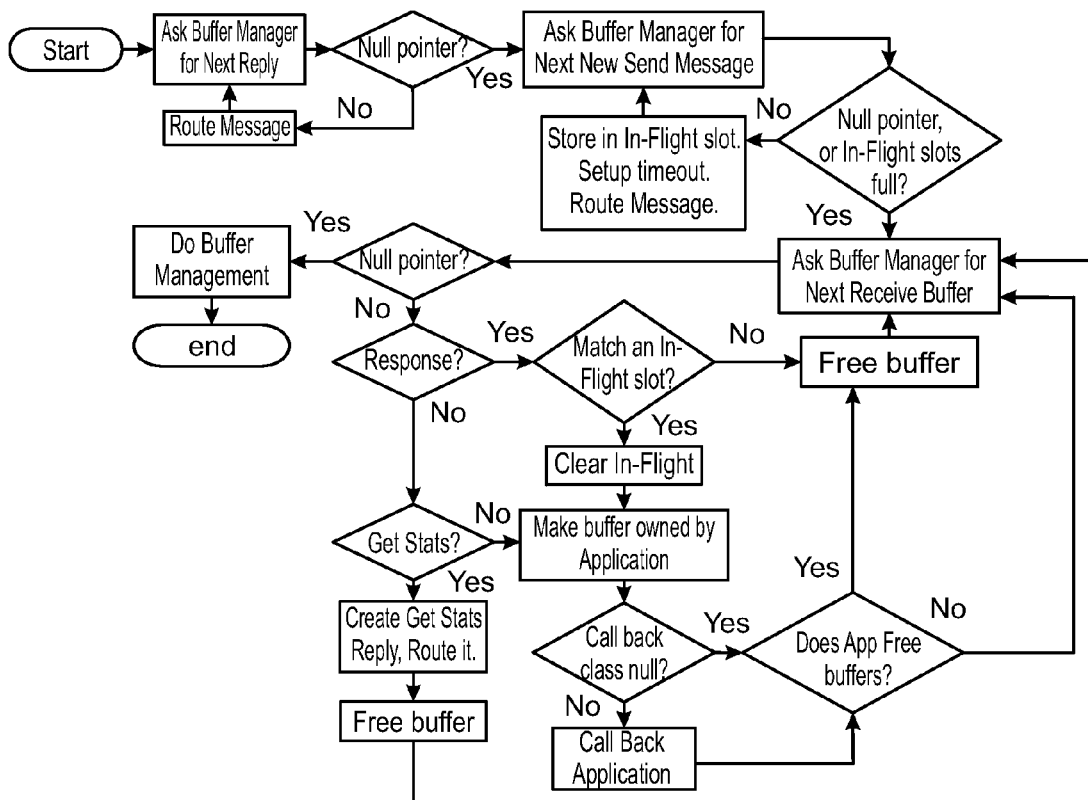 Start
Ask Buffer Manager
for Next Reply
Null pointer?
Yes
No
Route Message
Ask Buffer Manager for
Next New Send Message
No
Store in In-Flight slot.
Setup timeout.
Route Message.
Null pointer,
or In-Flight slots
full?
Yes
Ask Buffer Manager for
Next Receive Buffer
Null pointer?
Yes
Do Buffer
Management
end
No
Response?
Yes
Match an In-
Flight slot?
No
Free buffer
No
Yes
Clear In-Flight
Get Stats?
No
Make buffer owned by
Application
Yes
Create Get Stats
Reply, Route it.
Free buffer
Call back
class null?
Yes
Does App Free
buffers?
Yes
No
No
Call Back
Application